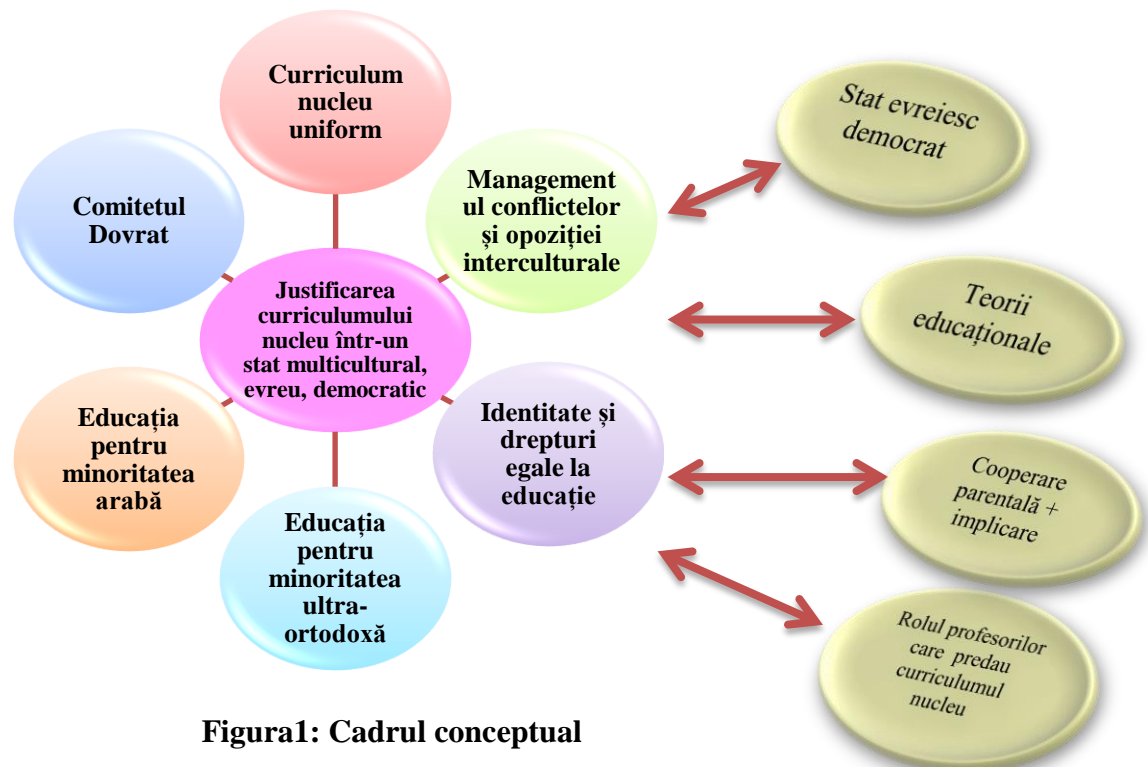 Curriculum
nucleu
uniform
Management
ul conflictelor
și opoziției
interculturale
Identitate și
drepturi
egale la
educație
Educația
pentru
minoritatea
ultra-
ortodoxă
Educația
pentru
minoritatea
arabă
Comitetul
Dovrat
Justificarea
curriculumului
nucleu într-un
stat multicultural,
evreu, democratic
Stat evreiesc
democrat
Teorii
educaționale
Cooperare
parentală +
implicare
Rolul profesorilor
care predau
curriculumul
nucleu
Figura1: Cadrul conceptual